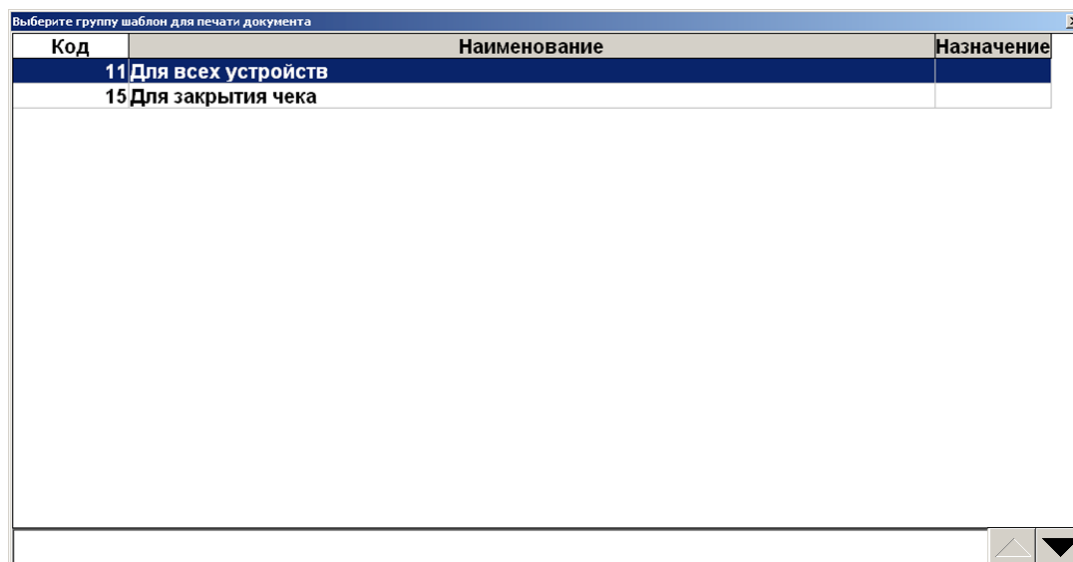 Выберите группу шаблон для печати документа
Код Наименование Назначение
11 Для всех устройств
15 Для закрытия чека